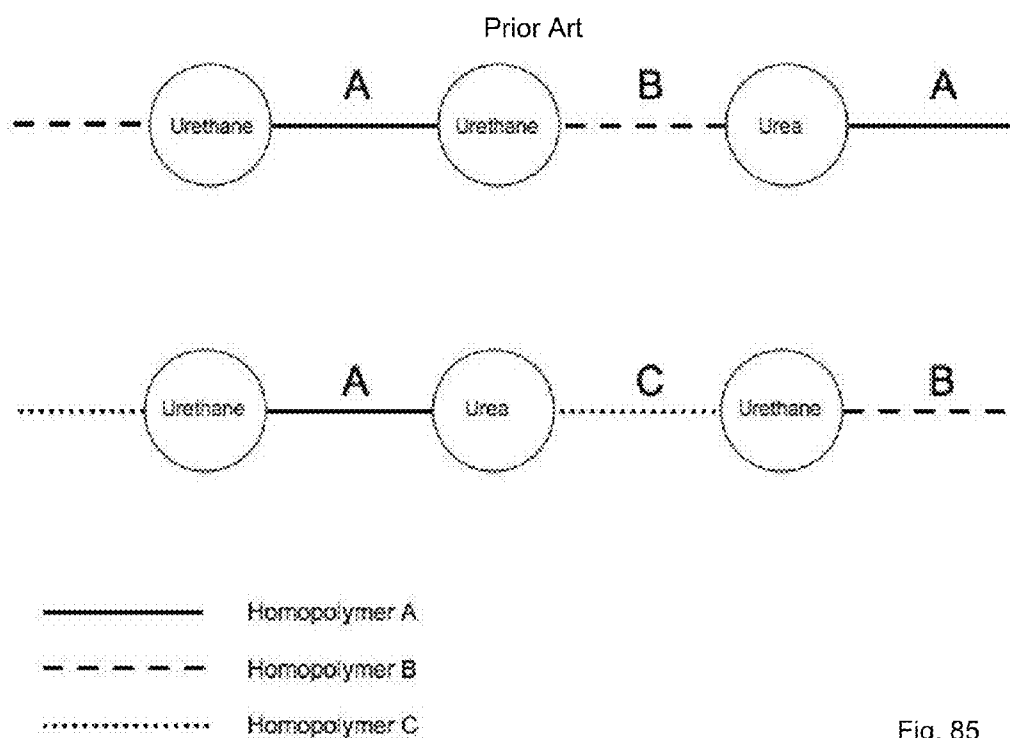 Prior Art
A B A
Urethane Urethane Urea
A C B
Urethane Urea Urethane
Homopolymer A
Homopolymer B
Homopolymer C
Fig. 85